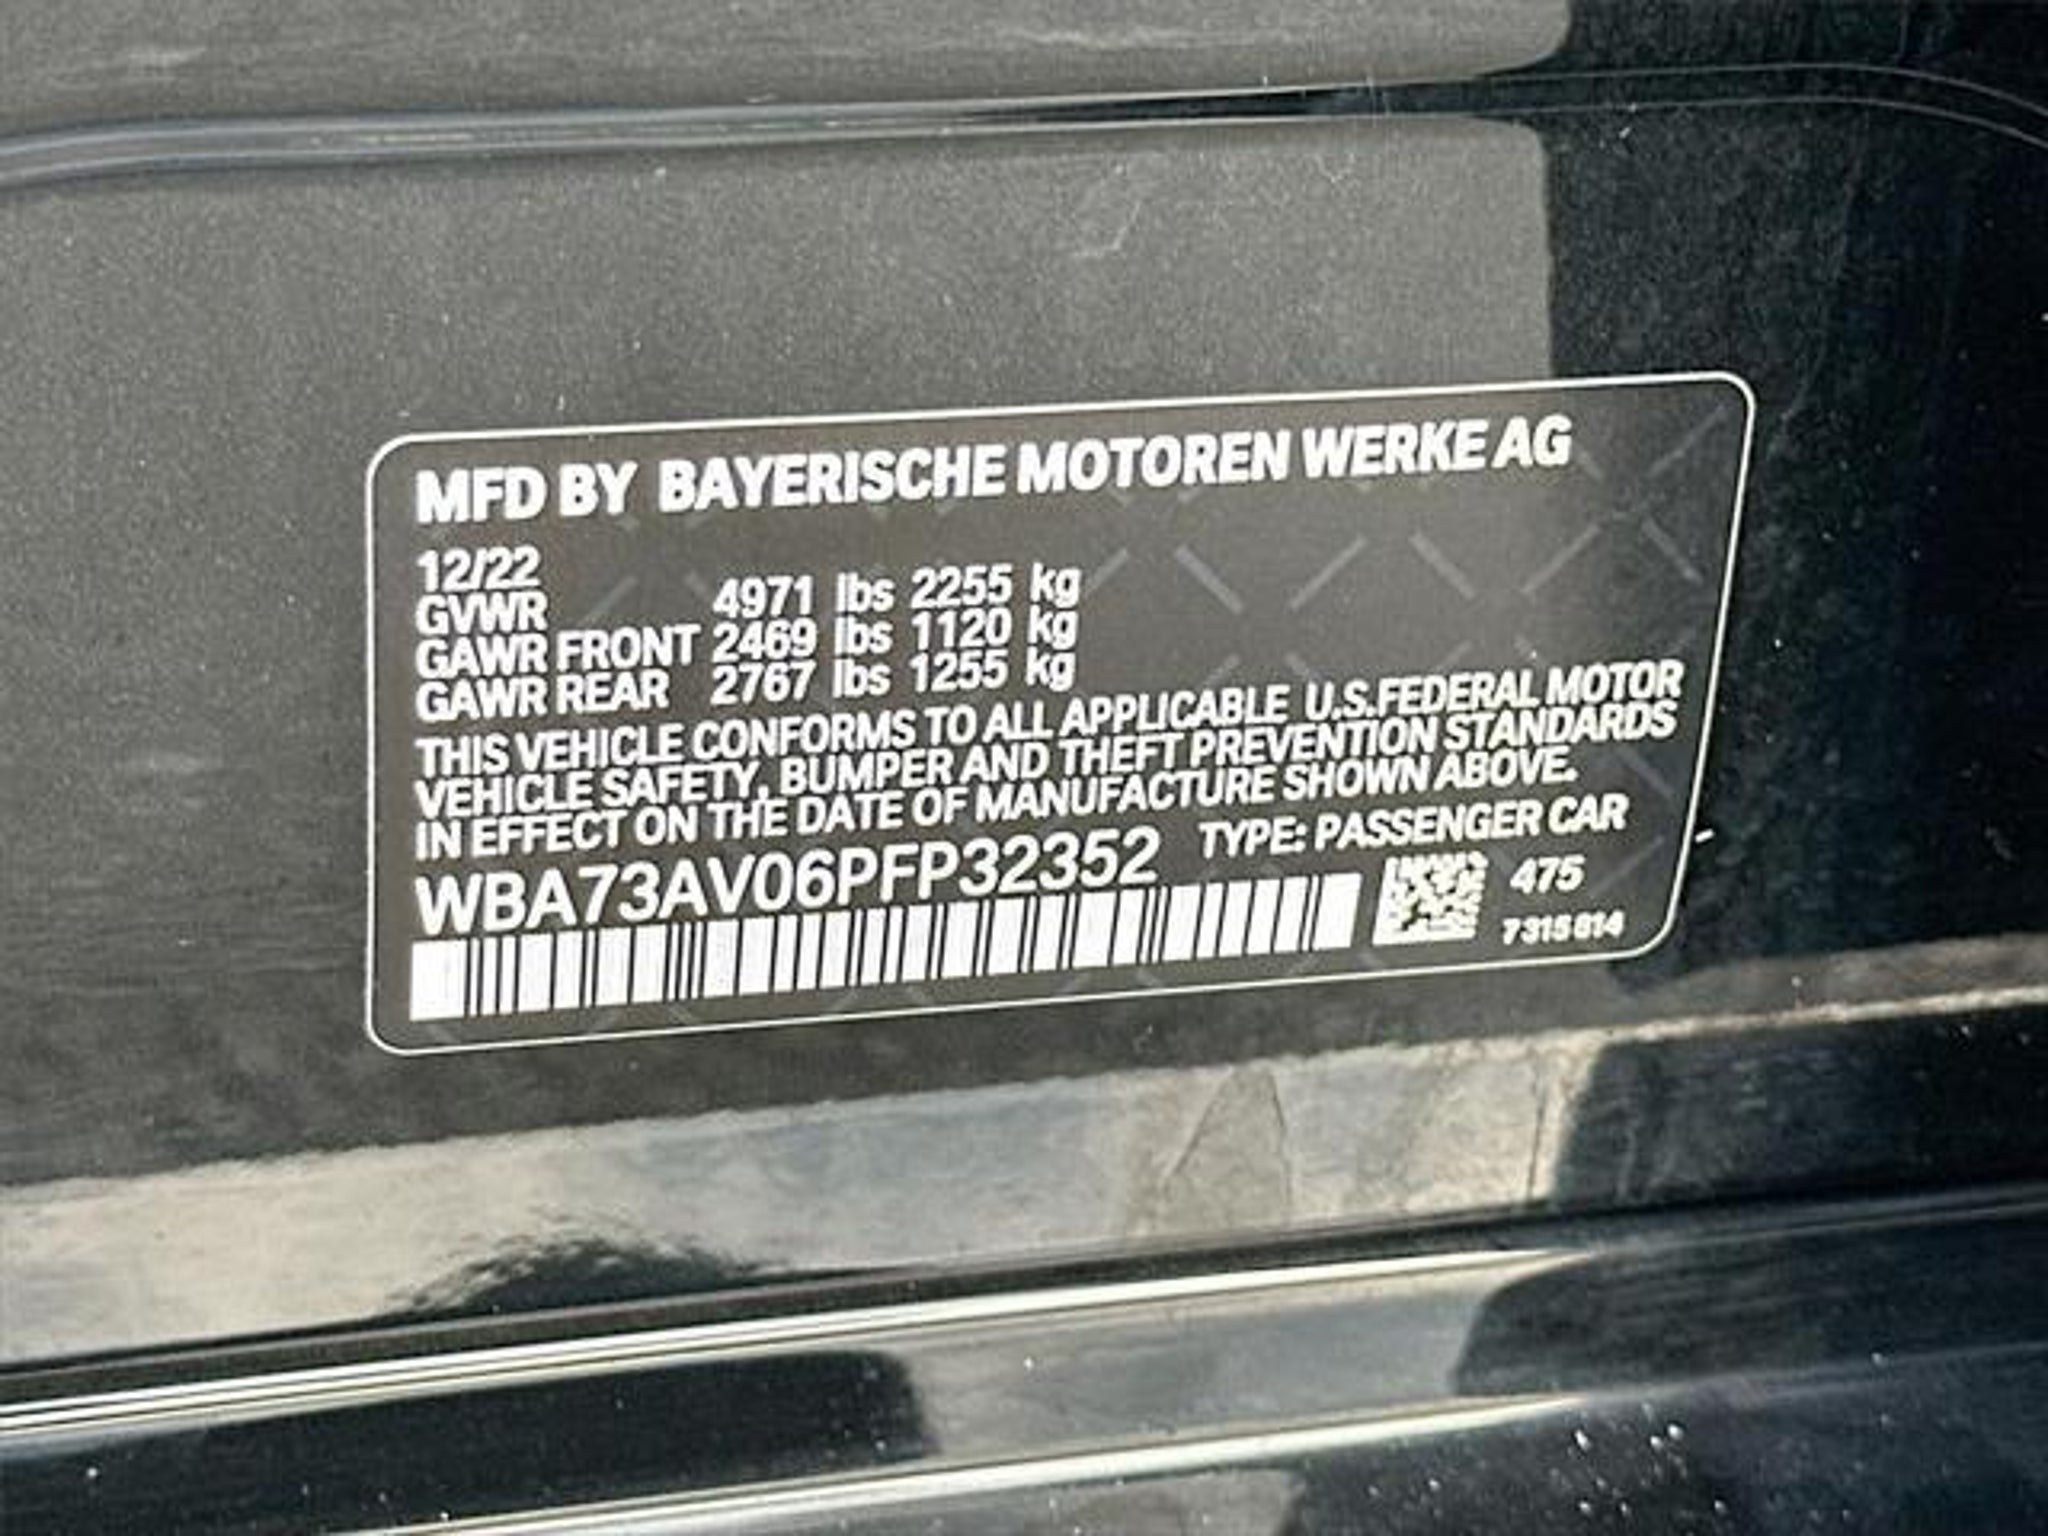 MFD BY BAYERISCHE MOTOREN WERKE AG
12/22
GVWR 4971 lbs 2255 kg
GAWR FRONT 2469 lbs 1120 kg
GAWR REAR 2767 lbs 1255 kg
THIS VEHICLE CONFORMS TO ALL APPLICABLE U.S.FEDERAL MOTOR
VEHICLE SAFETY, BUMPER AND THEFT PREVENTION STANDARDS
IN EFFECT ON THE DATE OF MANUFACTURE SHOWN ABOVE.
WBA73AV06PFP32352 TYPE: PASSENGER CAR
475
7315614